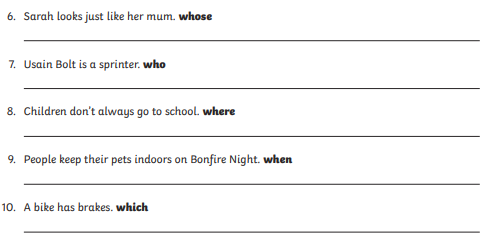 6. Sarah looks just like her mum. whose
7. Usain Bolt is a sprinter. who
8. Children don't always go to school. where
9. People keep their pets indoors on Bonfire Night. when
10. A bike has brakes. which